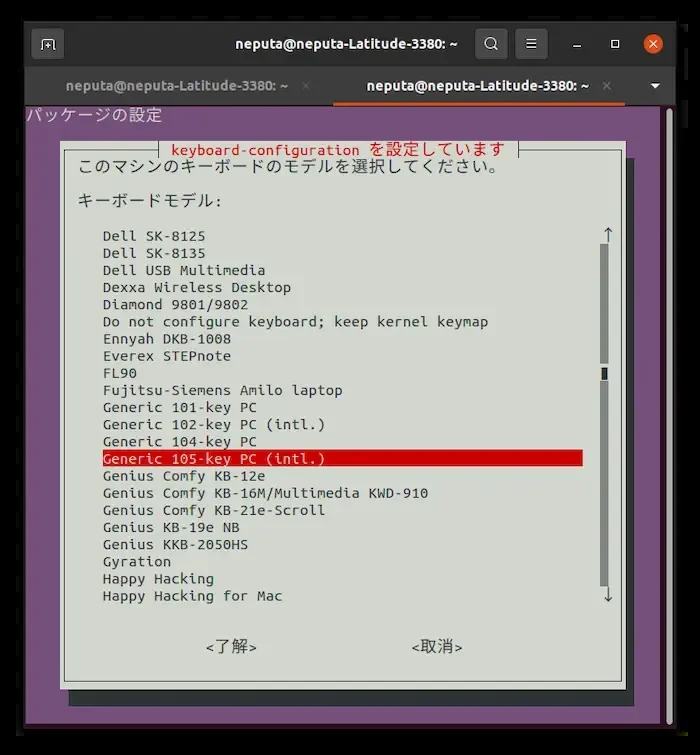 neputa@neputa-Latitude-3380: ~
neputa@neputa-Latitude-3380: ~
neputa@neputa-Latitude-3380: ~
パッケージの設定
keyboard-configuration を設定しています
このマシンのキーボードのモデルを選択してください。
キーボードモデル:
Dell SK-8125
Dell SK-8135
Dell USB Multimedia
Dexxa Wireless Desktop
Diamond 9801/9802
Do not configure keyboard; keep kernel keymap
Ennyah DKB-1008
Everex STEPnote
FL90
Fujitsu-Siemens Amilo laptop
Generic 101-key PC
Generic 102-key PC (intl.)
Generic 104-key PC
Generic 105-key PC (intl.)
Genius Comfy KB-12e
Genius Comfy KB-16M/Multimedia KWD-910
Genius Comfy KB-21e-Scroll
Genius KB-19e NB
Genius KKB-2050HS
Gyration
Happy Hacking
Happy Hacking for Mac
<了解> <取消>